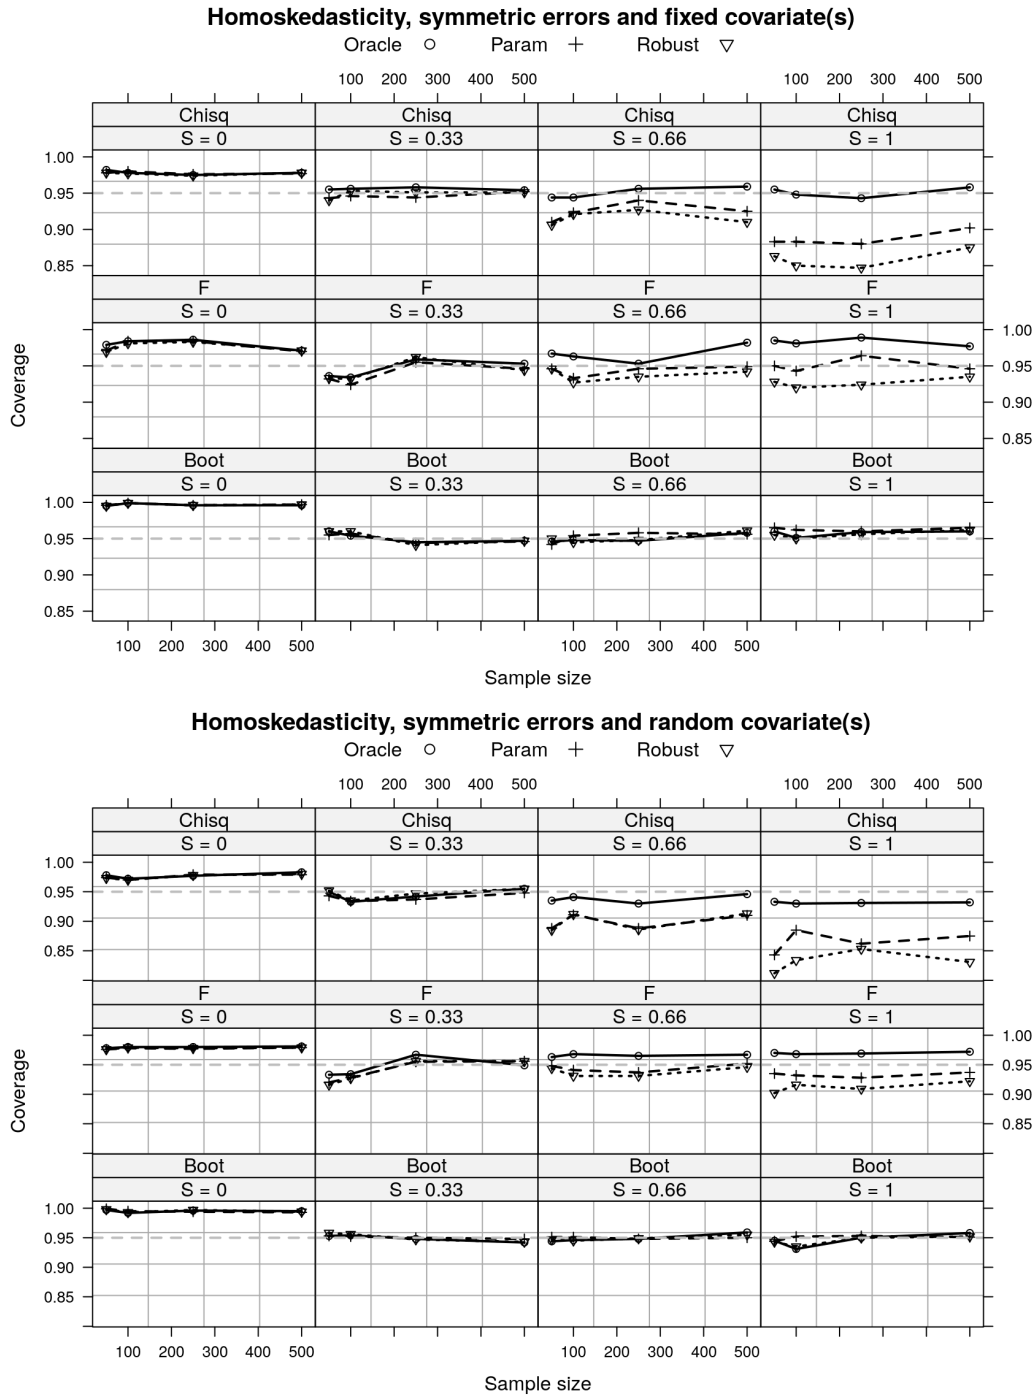 Homoskedasticity, symmetric errors and fixed covariate(s)
Oracle Param Robust
100 200 300 400 500 100 200 300 400 500
Chisq Chisq Chisq Chisq
S = 0 S = 0.33 S = 0.66 S = 1
1.00
0.95
0.90
0.85
F F F F
S = 0 S = 0.33 S = 0.66 S = 1
1.00
0.95
0.90
0.85
Coverage
Boot Boot Boot Boot
S = 0 S = 0.33 S = 0.66 S = 1
1.00
0.95
0.90
0.85
100 200 300 400 500 100 200 300 400 500
Sample size
Homoskedasticity, symmetric errors and random covariate(s)
Oracle Param Robust
100 200 300 400 500 100 200 300 400 500
Chisq Chisq Chisq Chisq
S = 0 S = 0.33 S = 0.66 S = 1
1.00
0.95
0.90
0.85
F F F F
S = 0 S = 0.33 S = 0.66 S = 1
1.00
0.95
0.90
0.85
Coverage
Boot Boot Boot Boot
S = 0 S = 0.33 S = 0.66 S = 1
1.00
0.95
0.90
0.85
100 200 300 400 500 100 200 300 400 500
Sample size